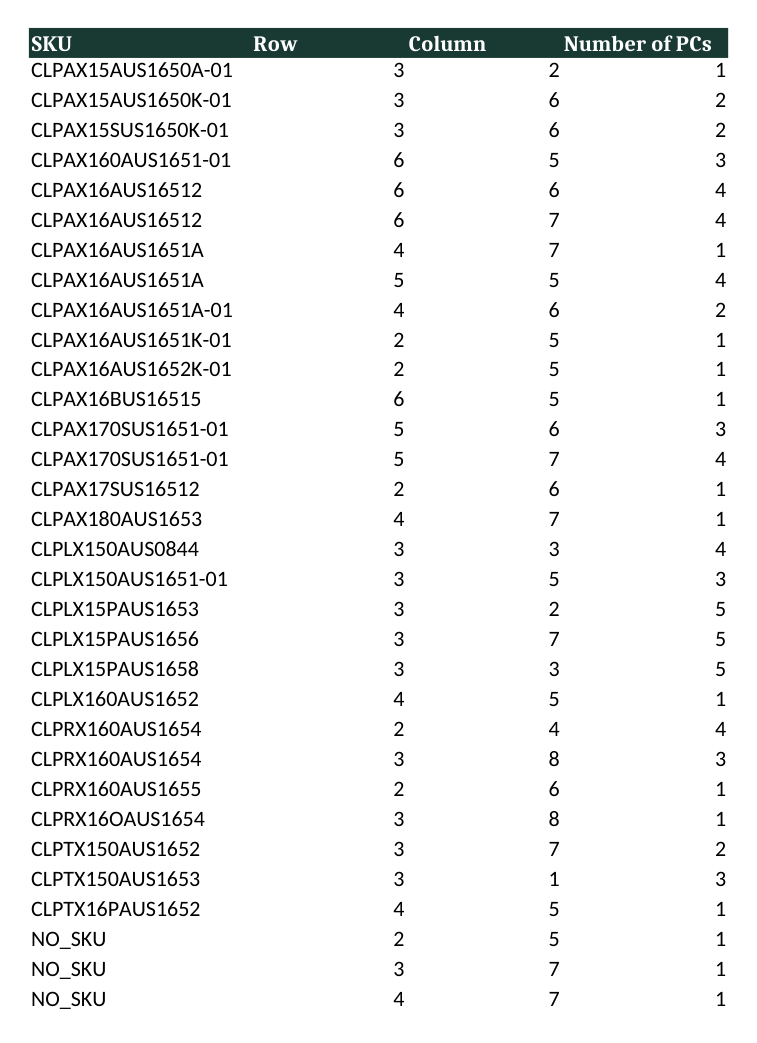 SKU Row Column Number of PCs
CLPAX15AUS1650A-01 3 2 1
CLPAX15AUS1650K-01 3 6 2
CLPAX15SUS1650K-01 3 6 2
CLPAX160AUS1651-01 6 5 3
CLPAX16AUS16512 6 6 4
CLPAX16AUS16512 6 7 4
CLPAX16AUS1651A 4 7 1
CLPAX16AUS1651A 5 5 4
CLPAX16AUS1651A-01 4 6 2
CLPAX16AUS1651K-01 2 5 1
CLPAX16AUS1652K-01 2 5 1
CLPAX16BUS16515 6 5 1
CLPAX170SUS1651-01 5 6 3
CLPAX170SUS1651-01 5 7 4
CLPAX17SUS16512 2 6 1
CLPAX180AUS1653 4 7 1
CLPLX150AUS0844 3 3 4
CLPLX150AUS1651-01 3 5 3
CLPLX15PAUS1653 3 2 5
CLPLX15PAUS1656 3 7 5
CLPLX15PAUS1658 3 3 5
CLPLX160AUS1652 4 5 1
CLPRX160AUS1654 2 4 4
CLPRX160AUS1654 3 8 3
CLPRX160AUS1655 2 6 1
CLPRX16OAUS1654 3 8 1
CLPTX150AUS1652 3 7 2
CLPTX150AUS1653 3 1 3
CLPTX16PAUS1652 4 5 1
NO_SKU 2 5 1
NO_SKU 3 7 1
NO_SKU 4 7 1